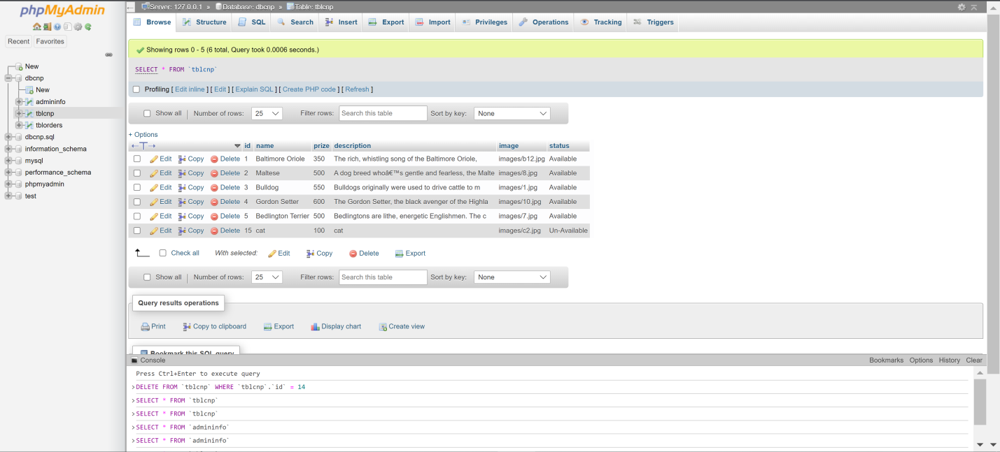 phpMyAdmin
Recent Favorites
New
dbcnp
New
admininfo
tblcnp
tblorders
dbcnp.sql
information_schema
mysql
performance_schema
phpmyadmin
test
Server: 127.0.0.1 » Database: dbcnp » Table: tblcnp
Browse Structure SQL Search Insert Export Import Privileges Operations Tracking Triggers
Showing rows 0 - 5 (6 total, Query took 0.0006 seconds.)
SELECT * FROM `tblcnp`
Profiling [ Edit inline ] [ Edit ] [ Explain SQL ] [ Create PHP code ] [ Refresh ]
Show all | Number of rows: 25 Filter rows: Search this table Sort by key: None
+ Options
←T→ id name prize description image status
Edit Copy Delete 1 Baltimore Oriole 350 The rich, whistling song of the Baltimore Oriole, images/b12.jpg Available
Edit Copy Delete 2 Maltese 500 A dog breed whoâ€™s gentle and fearless, the Malte images/8.jpg Available
Edit Copy Delete 3 Bulldog 550 Bulldogs originally were used to drive cattle to m images/1.jpg Available
Edit Copy Delete 4 Gordon Setter 600 The Gordon Setter, the black avenger of the Highla images/10.jpg Available
Edit Copy Delete 5 Bedlington Terrier 500 Bedlingtons are lithe, energetic Englishmen. The c images/7.jpg Available
Edit Copy Delete 15 cat 100 cat images/c2.jpg Un-Available
Check all With selected: Edit Copy Delete Export
Show all | Number of rows: 25 Filter rows: Search this table Sort by key: None
Query results operations
Print Copy to clipboard Export Display chart Create view
Bookmark this SQL query
Console Bookmarks Options History Clear
Press Ctrl+Enter to execute query
>DELETE FROM `tblcnp` WHERE `tblcnp`.`id` = 14
>SELECT * FROM `tblcnp`
>SELECT * FROM `tblcnp`
>SELECT * FROM `admininfo`
>SELECT * FROM `admininfo`